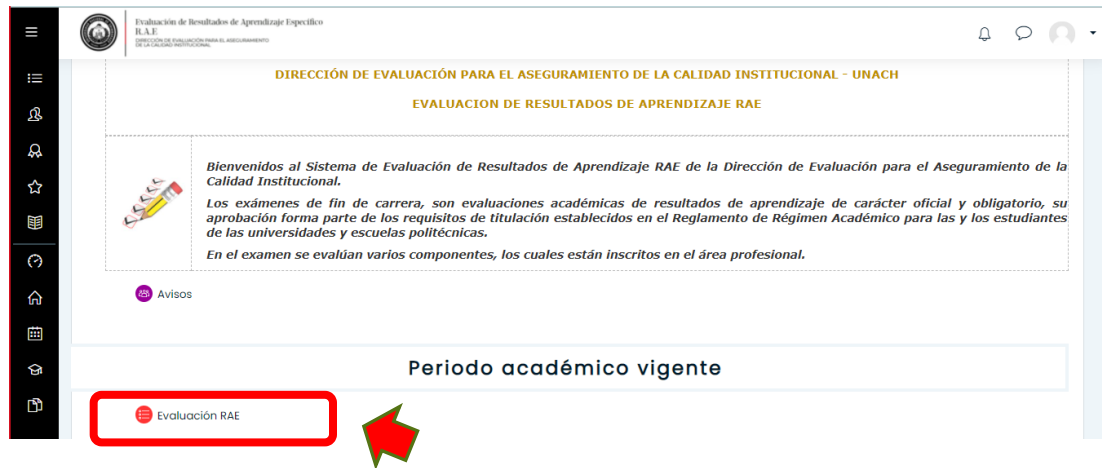 Evaluación de Resultados de Aprendizaje Específico
R.A.E
DIRECCIÓN DE EVALUACIÓN PARA EL ASEGURAMIENTO
DE LA CALIDAD INSTITUCIONAL
DIRECCIÓN DE EVALUACIÓN PARA EL ASEGURAMIENTO DE LA CALIDAD INSTITUCIONAL - UNACH
EVALUACION DE RESULTADOS DE APRENDIZAJE RAE
Bienvenidos al Sistema de Evaluación de Resultados de Aprendizaje RAE de la Dirección de Evaluación para el Aseguramiento de la
Calidad Institucional.
Los exámenes de fin de carrera, son evaluaciones académicas de resultados de aprendizaje de carácter oficial y obligatorio, su
aprobación forma parte de los requisitos de titulación establecidos en el Reglamento de Régimen Académico para las y los estudiantes
de las universidades y escuelas politécnicas.
En el examen se evalúan varios componentes, los cuales están inscritos en el área profesional.
Avisos
Periodo académico vigente
Evaluación RAE